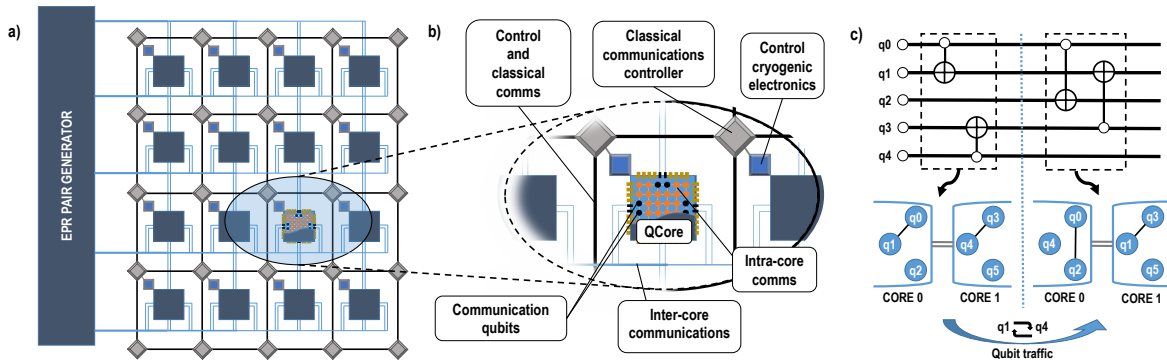 a)
EPR PAIR GENERATOR
b)
Control
and
classical
comms
Classical
communications
controller
Control
cryogenic
electronics
QCore
Intra-core
comms
Communication
qubits
Inter-core
communications
c)
q0
q1
q2
q3
q4
q0
q1
q2
q3
q4
q5
CORE 0
CORE 1
q0
q4
q2
q3
q1
q5
CORE 0
CORE 1
q1
q4
Qubit traffic